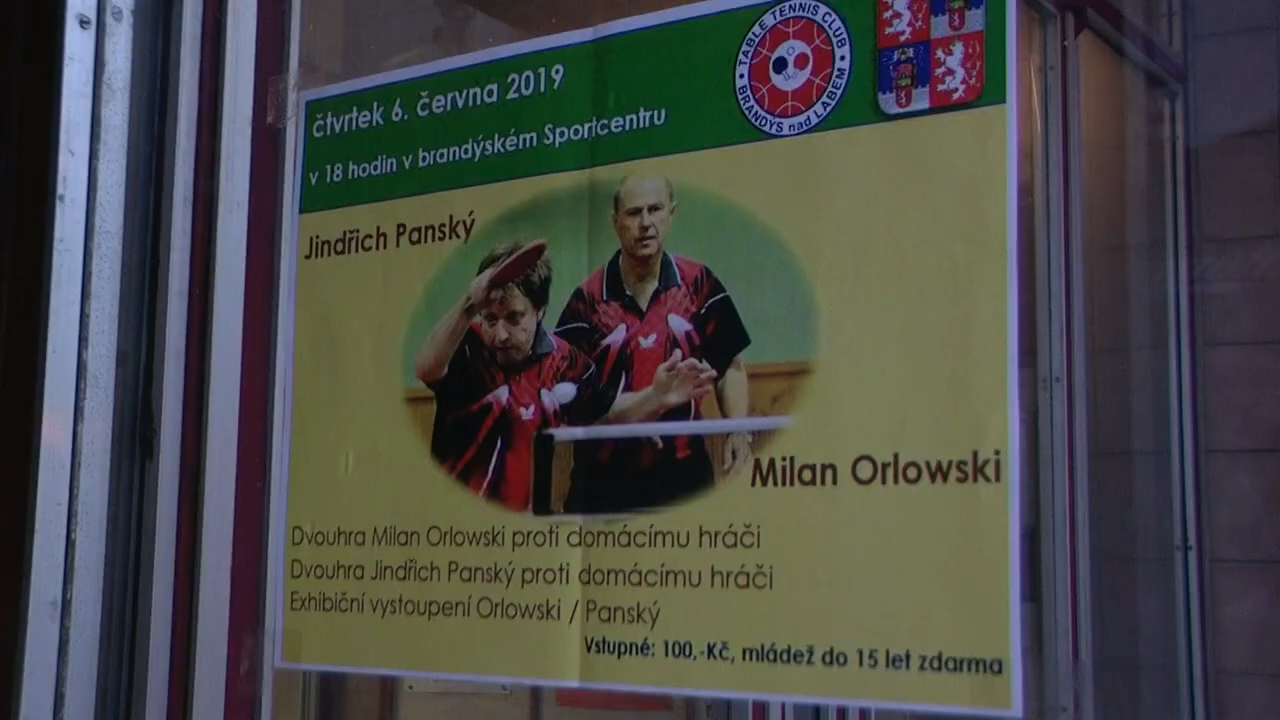 čtvrtek 6. června 2019
v 18 hodin v brandýském Sportcentru
TABLE TENNIS CLUB
BRANDÝS nad LABEM
Jindřich Panský
Milan Orlowski
Dvouhra Milan Orlowski proti domácímu hráči
Dvouhra Jindřich Panský proti domácímu hráči
Exhibiční vystoupení Orlowski / Panský
Vstupné: 100,-Kč, mládež do 15 let zdarma